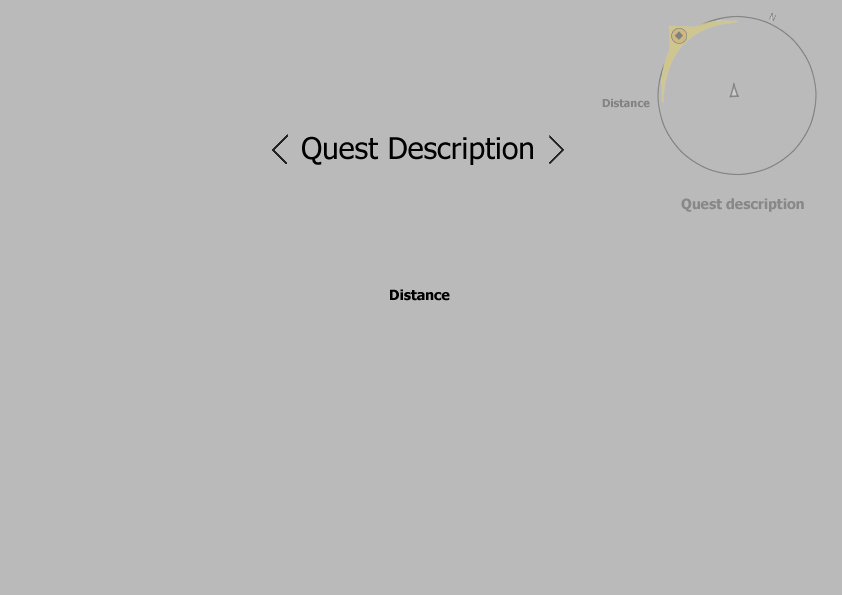 N
Distance
< Quest Description >
Quest description
Distance